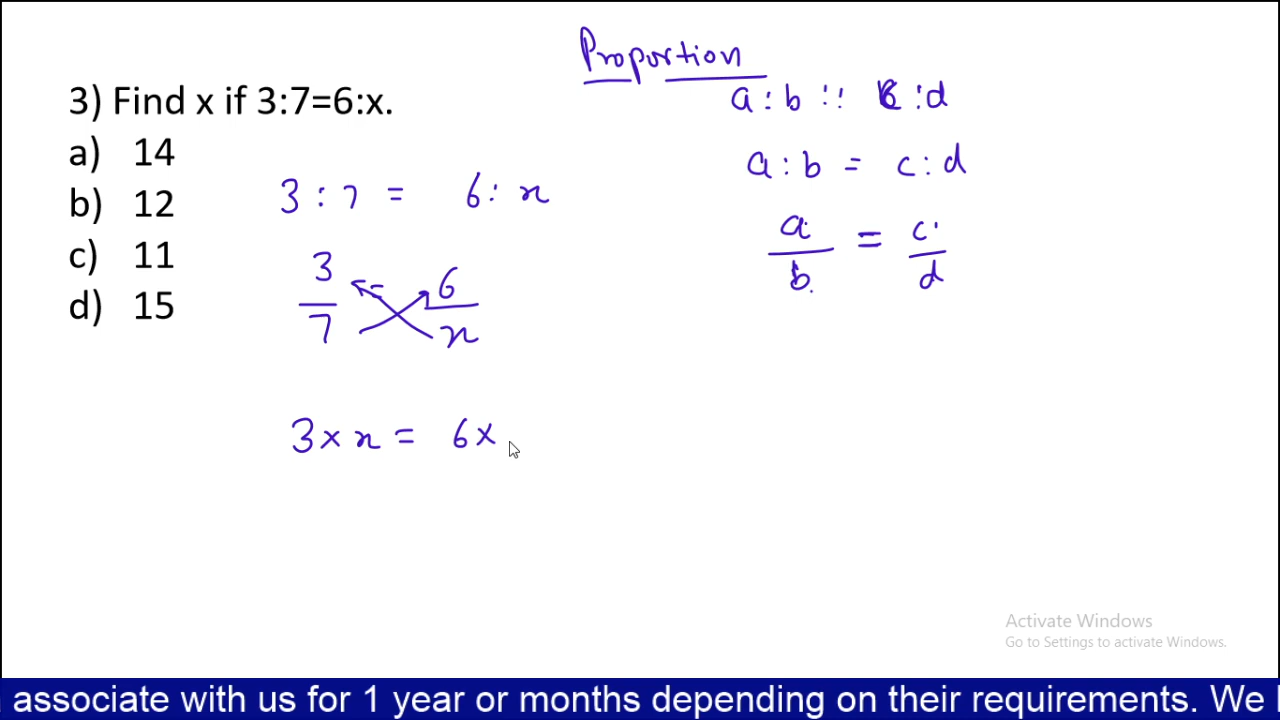 Proportion
a : b :: c : d
3) Find x if 3:7=6:x.
a) 14
a : b = c : d
b) 12
3 : 7 = 6 : x
c) 11
a/b = c/d
d) 15
3/7 6/x
3 × x = 6 ×
Activate Windows
Go to Settings to activate Windows.
associate with us for 1 year or months depending on their requirements. We